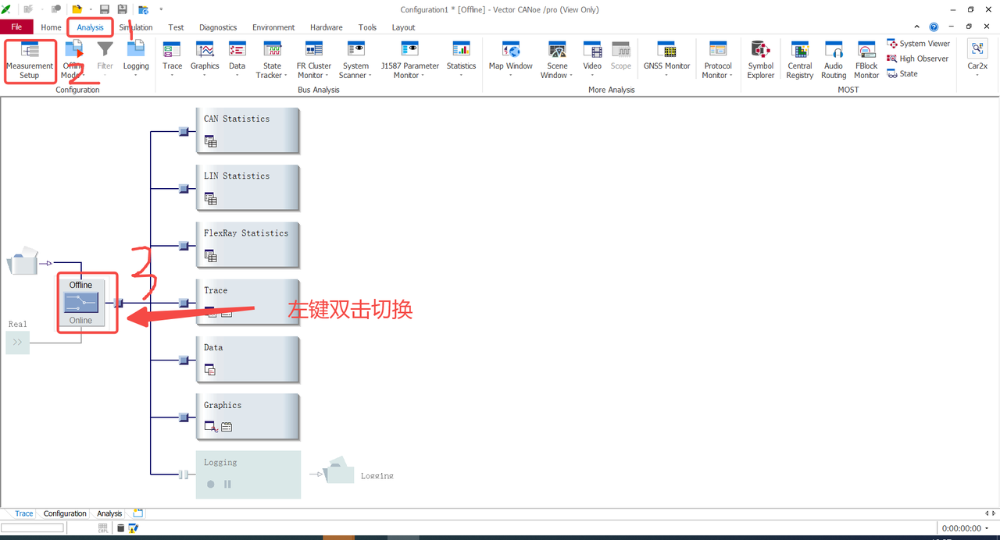 Configuration1 * [Offline] - Vector CANoe /pro (View Only)
File Home Analysis Simulation Test Diagnostics Environment Hardware Tools Layout
1
Measurement Setup
Offline Mode
Filter
Logging
2
Configuration
Trace
Graphics
Data
State Tracker
FR Cluster Monitor
System Scanner
J1587 Parameter Monitor
Statistics
Bus Analysis
Map Window
Scene Window
Video
Scope
GNSS Monitor
Protocol Monitor
More Analysis
Symbol Explorer
Central Registry
Audio Routing
FBlock Monitor
System Viewer
High Observer
State
MOST
Car2x
CAN Statistics
LIN Statistics
FlexRay Statistics
3
Offline
Online
Real
Trace
左键双击切换
Data
Graphics
Logging
Logging
Trace Configuration Analysis
0:00:00:00